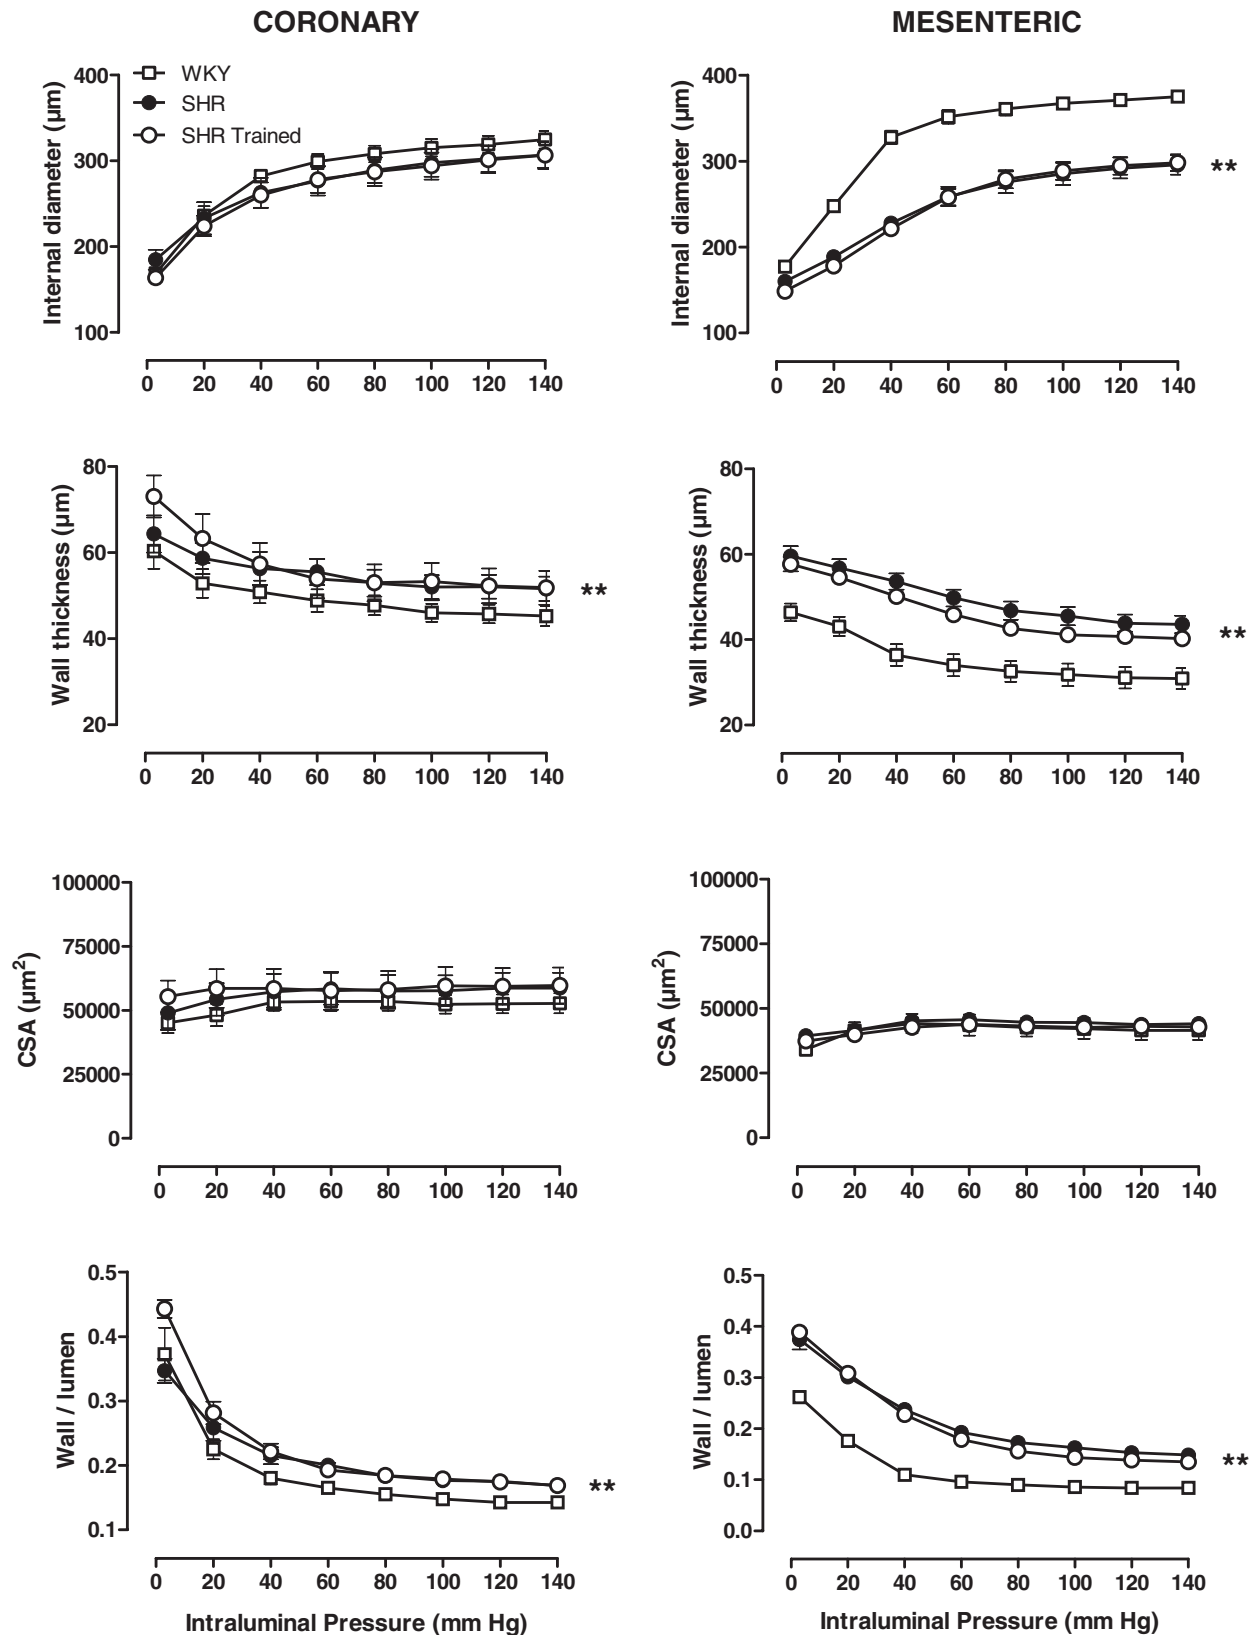 CORONARY
MESENTERIC
WKY
SHR
SHR Trained
Internal diameter (µm)
400
300
200
100
0 20 40 60 80 100 120 140
Internal diameter (µm)
400
300
200
100
**
0 20 40 60 80 100 120 140
Wall thickness (µm)
80
60
40
20
**
0 20 40 60 80 100 120 140
Wall thickness (µm)
80
60
40
20
**
0 20 40 60 80 100 120 140
CSA (µm²)
100000
75000
50000
25000
0
0 20 40 60 80 100 120 140
CSA (µm²)
100000
75000
50000
25000
0
0 20 40 60 80 100 120 140
Wall / lumen
0.5
0.4
0.3
0.2
0.1
**
0 20 40 60 80 100 120 140
Intraluminal Pressure (mm Hg)
Wall / lumen
0.5
0.4
0.3
0.2
0.1
0.0
**
0 20 40 60 80 100 120 140
Intraluminal Pressure (mm Hg)